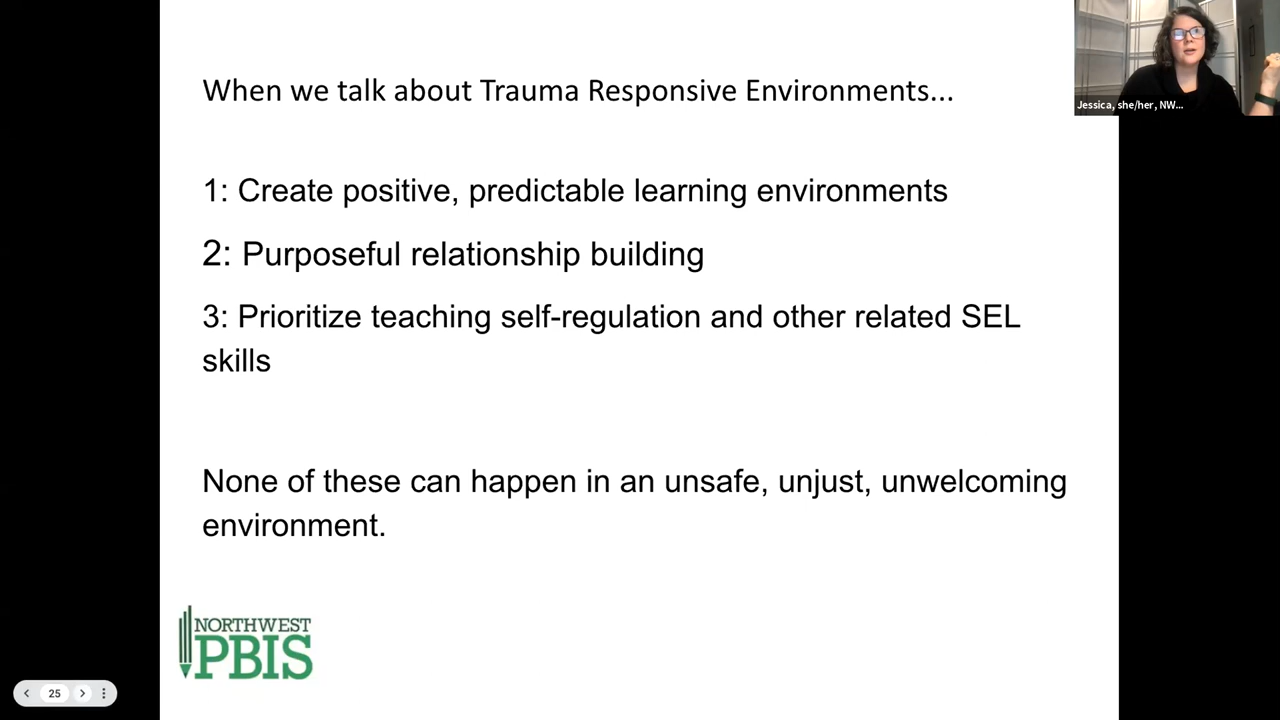 When we talk about Trauma Responsive Environments...
Jessica, she/her, NW...
1: Create positive, predictable learning environments
2: Purposeful relationship building
3: Prioritize teaching self-regulation and other related SEL
skills
None of these can happen in an unsafe, unjust, unwelcoming
environment.
NORTHWEST
PBIS
25